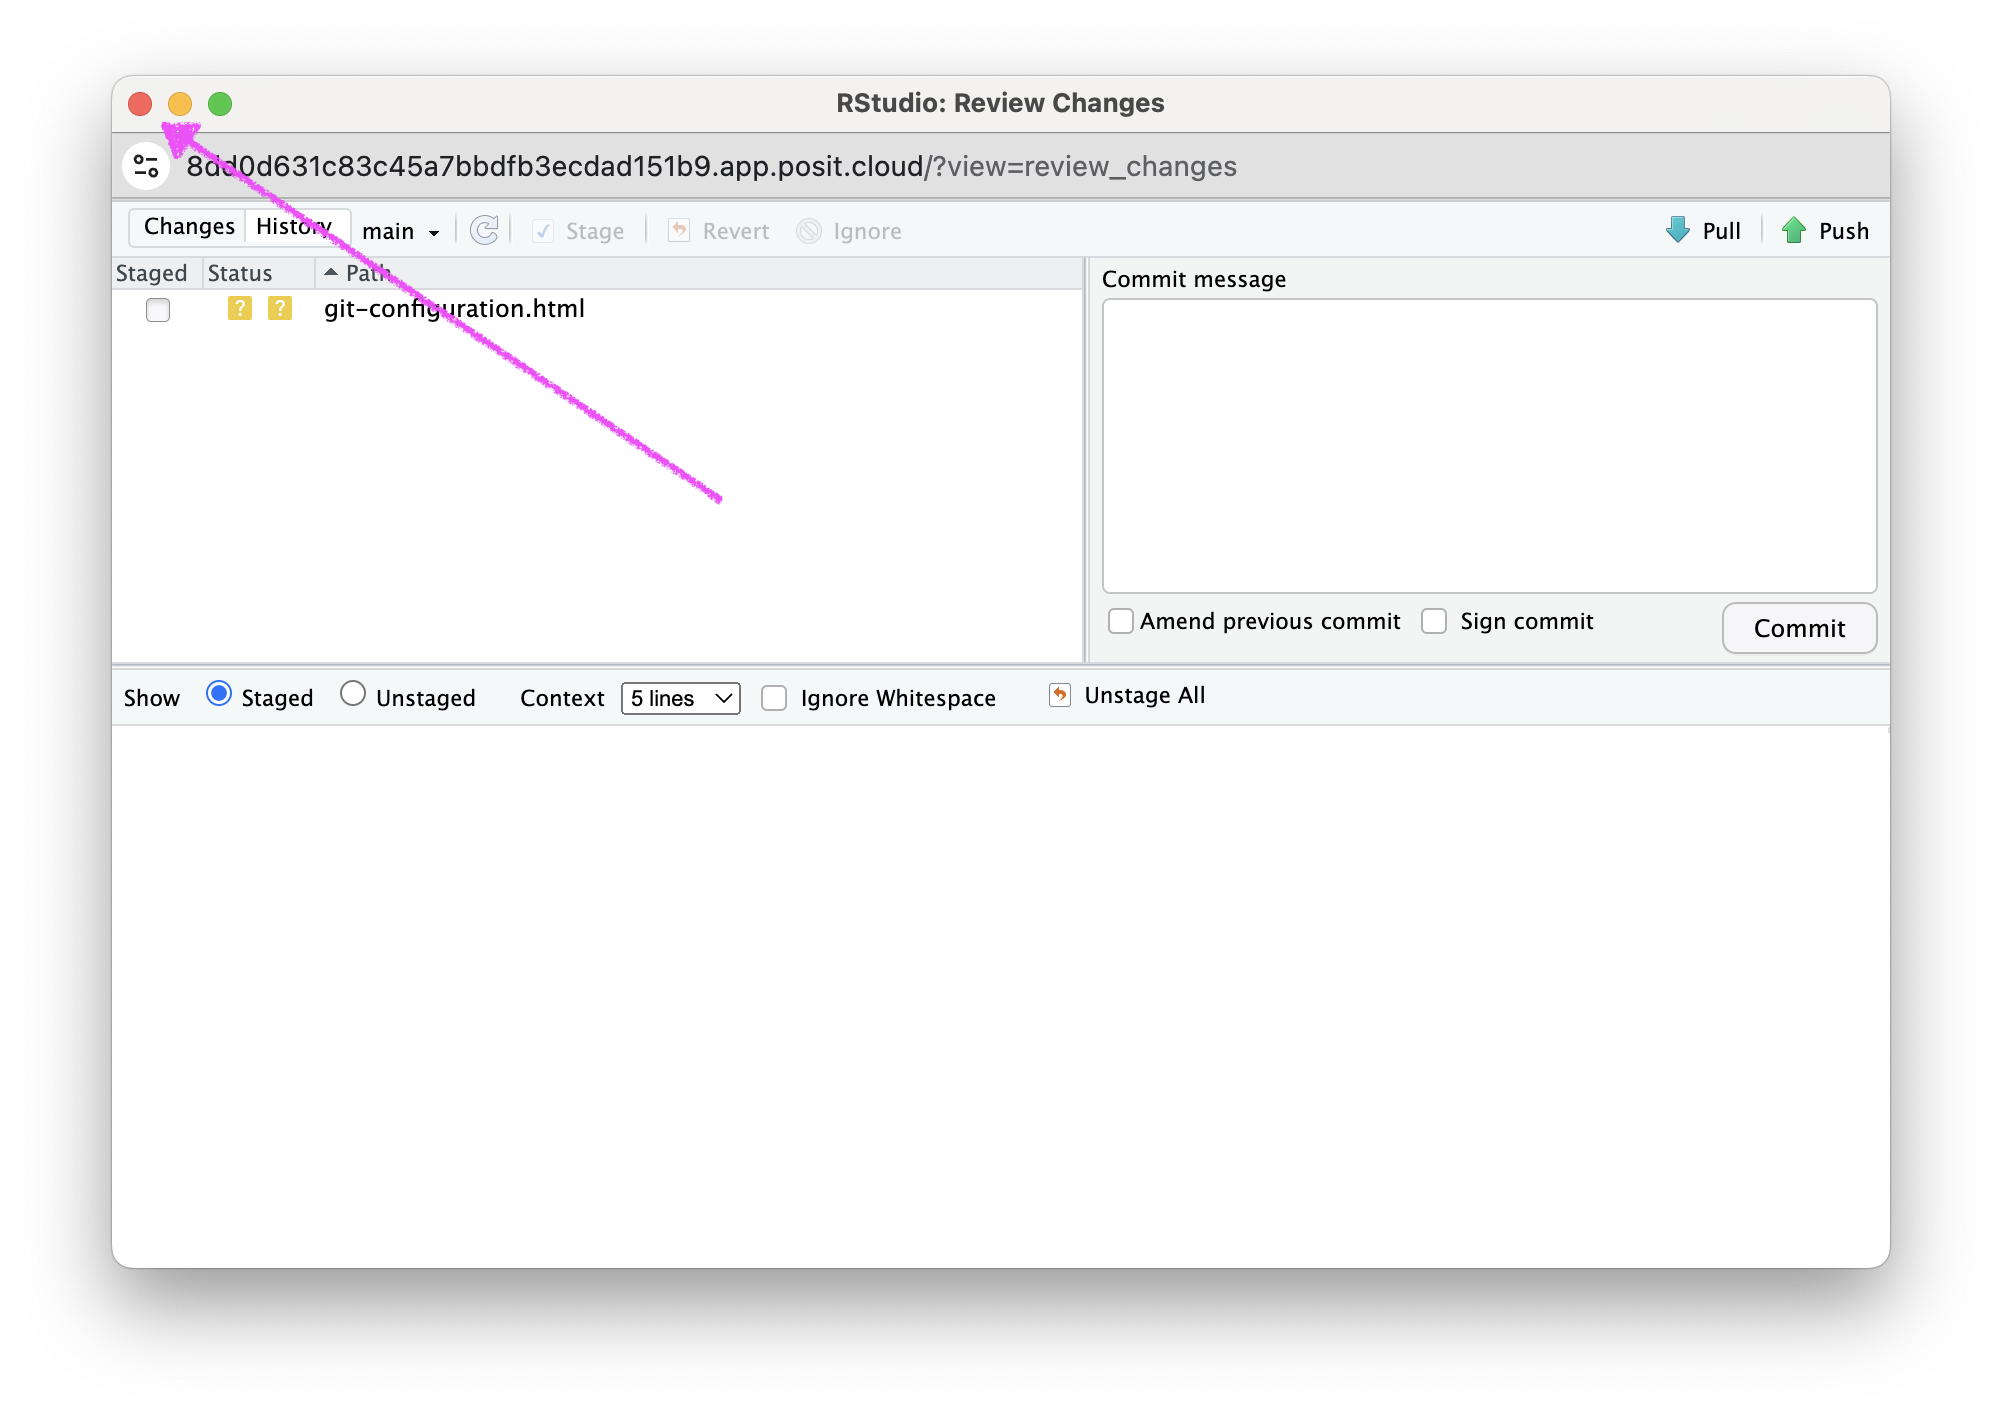 RStudio: Review Changes
8dd0d631c83c45a7bbdfb3ecdad151b9.app.posit.cloud/?view=review_changes
Changes History main Stage Revert Ignore Pull Push
Staged Status Path
? ? git-configuration.html
Commit message
Amend previous commit Sign commit Commit
Show Staged Unstaged Context 5 lines Ignore Whitespace Unstage All